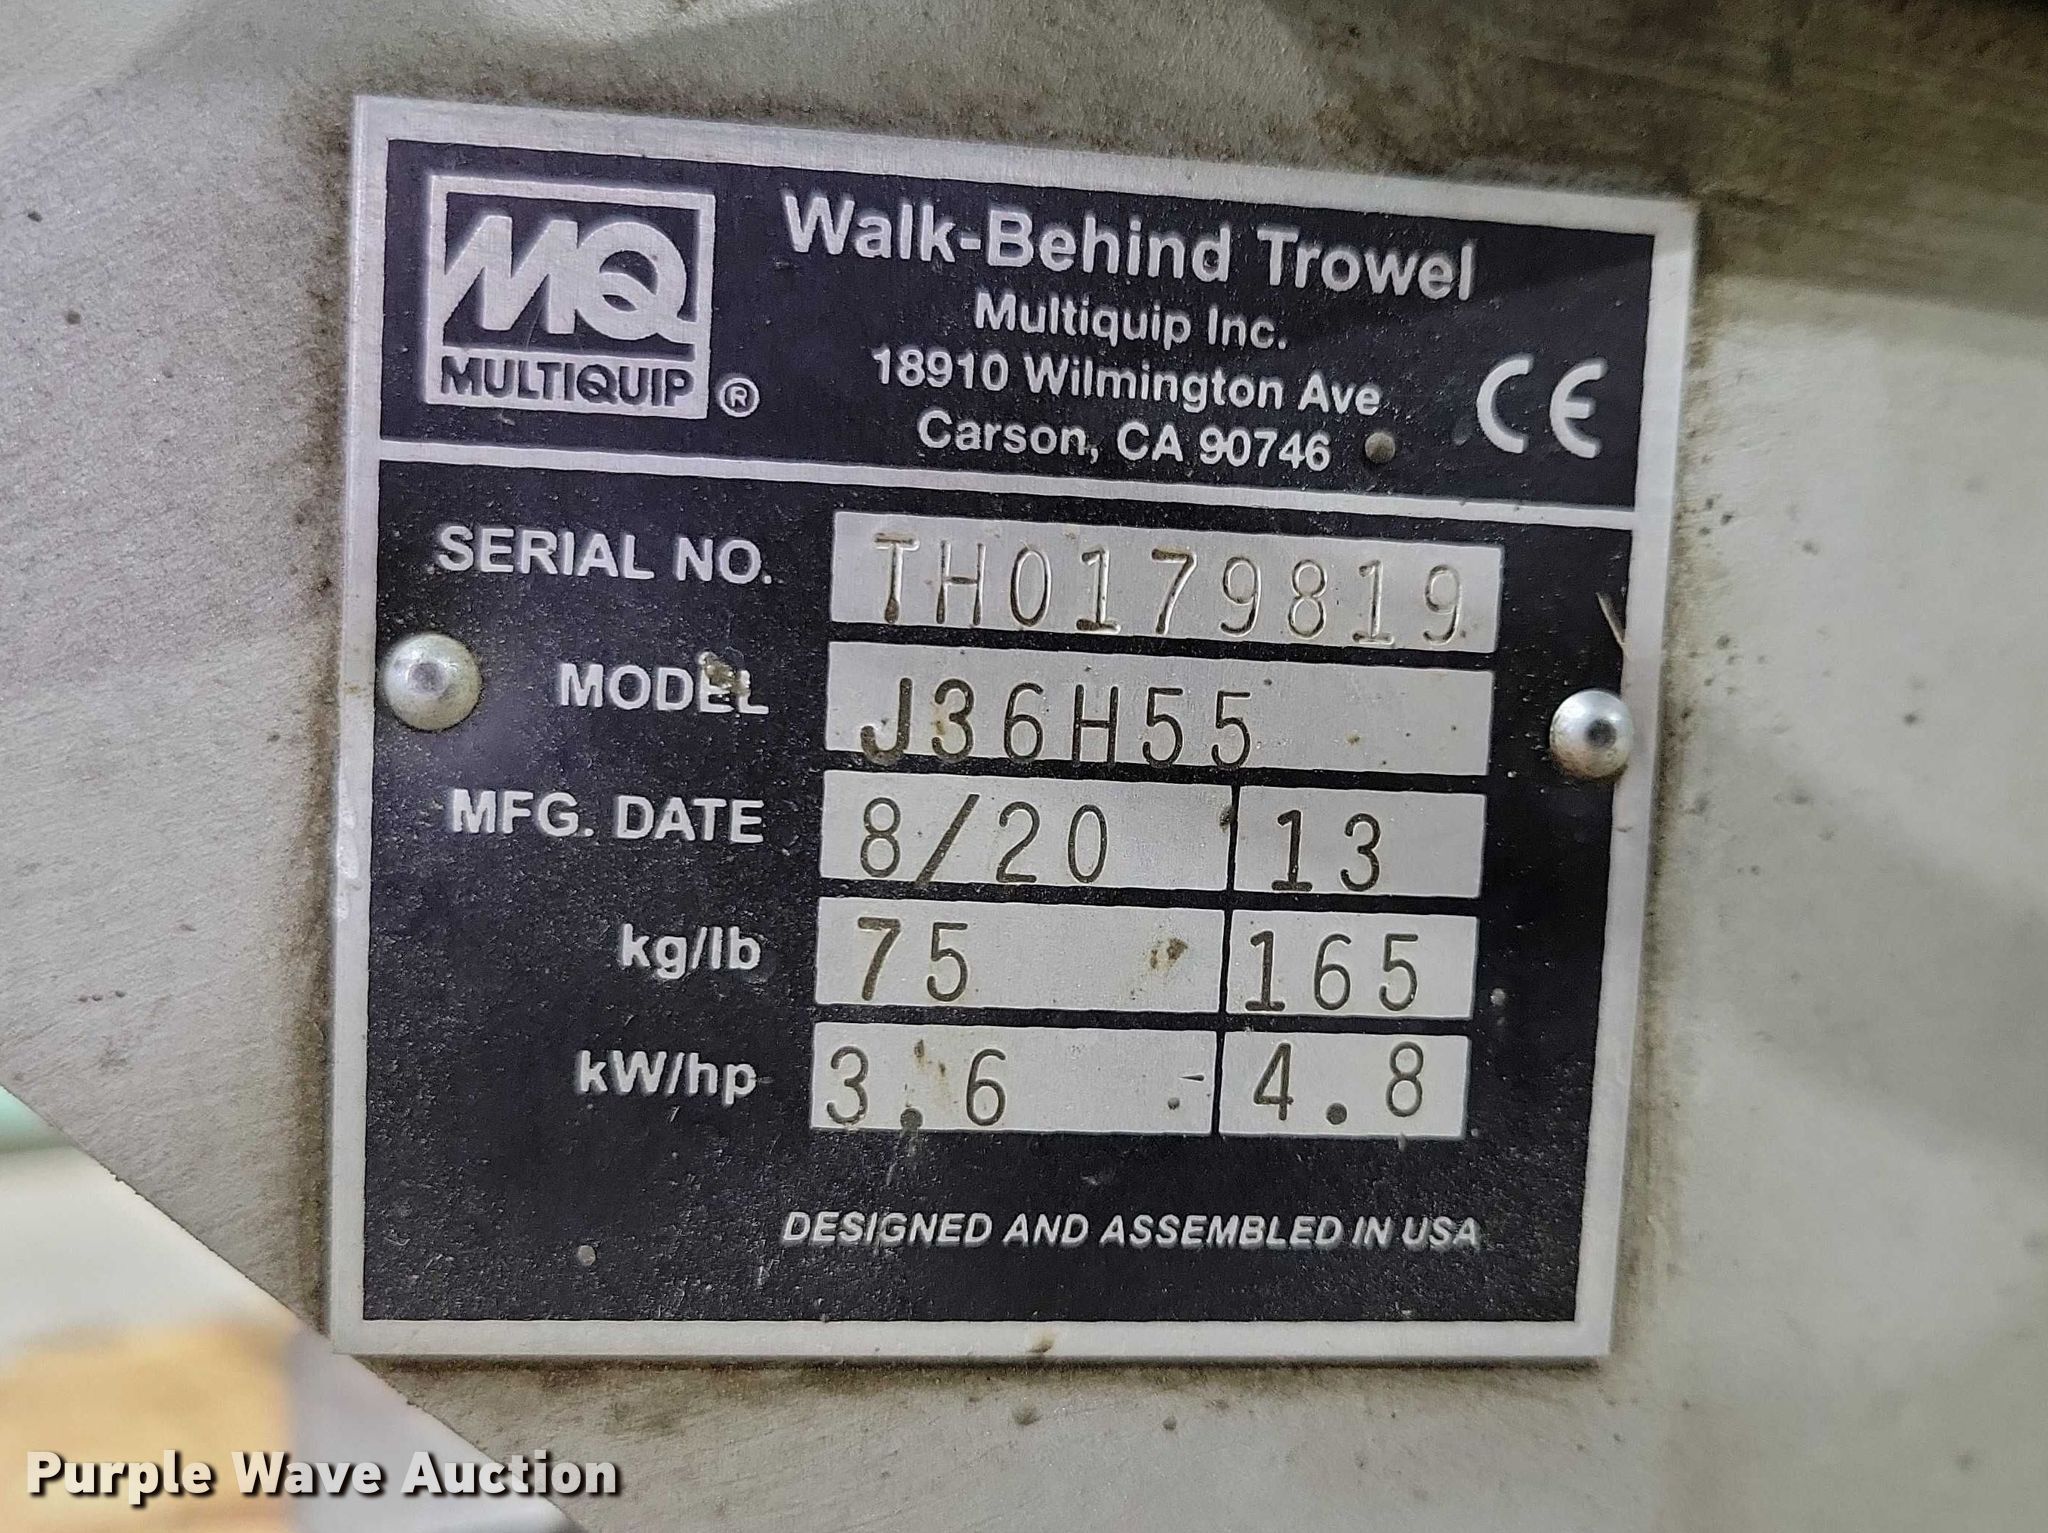 MQ
MULTIQUIP ®
Walk-Behind Trowel
Multiquip Inc.
18910 Wilmington Ave
Carson, CA 90746
CE
SERIAL NO. TH0179819
MODEL J36H55
MFG. DATE 8/20 13
kg/lb 75 165
kW/hp 3.6 4.8
DESIGNED AND ASSEMBLED IN USA
Purple Wave Auction